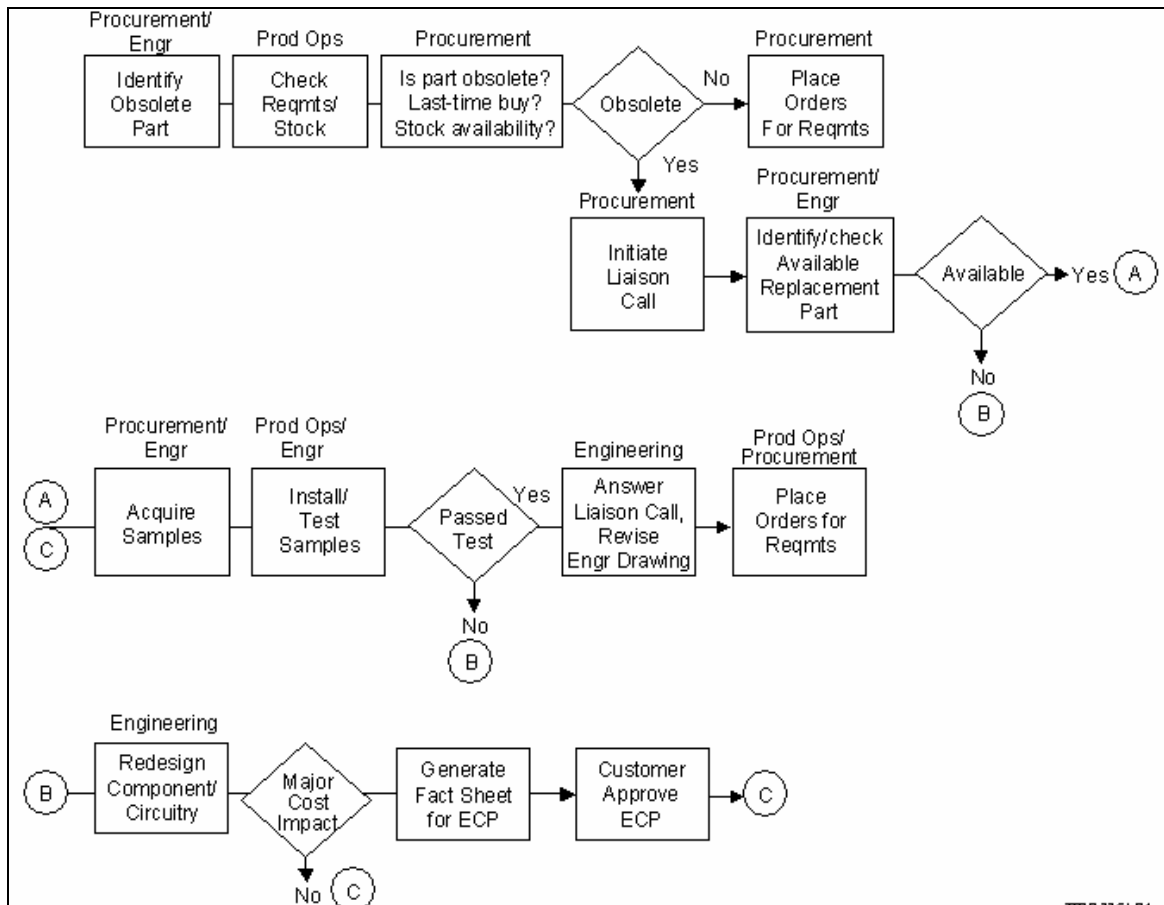 Procurement/
Engr
Prod Ops
Procurement
Procurement
Identify
Obsolete
Part
Check
Reqmts/
Stock
Is part obsolete?
Last-time buy?
Stock availability?
Obsolete
No
Place
Orders
For Reqmts
Yes
Procurement
Procurement/
Engr
Initiate
Liaison
Call
Identify/check
Available
Replacement
Part
Available
Yes
A
No
B
Procurement/
Engr
Prod Ops/
Engr
Engineering
Prod Ops/
Procurement
A
C
Acquire
Samples
Install/
Test
Samples
Passed
Test
Yes
Answer
Liaison Call,
Revise
Engr Drawing
Place
Orders for
Reqmts
No
B
Engineering
B
Redesign
Component/
Circuitry
Major
Cost
Impact
Generate
Fact Sheet
for ECP
Customer
Approve
ECP
C
No
C